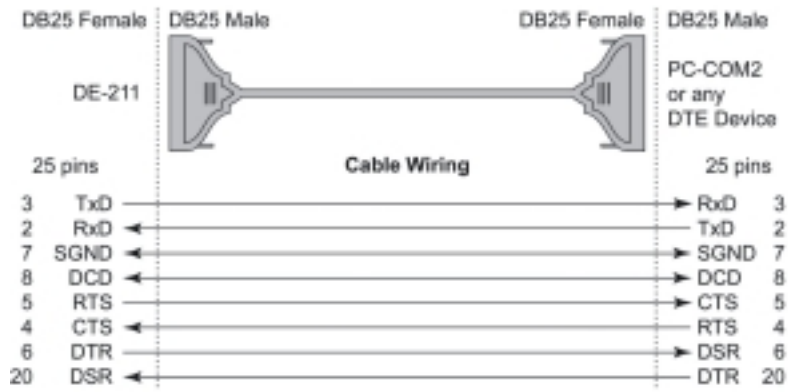 DB25 Female DB25 Male DB25 Female DB25 Male
DE-211
PC-COM2
or any
DTE Device
25 pins Cable Wiring 25 pins
3 TxD RxD 3
2 RxD TxD 2
7 SGND SGND 7
8 DCD DCD 8
5 RTS CTS 5
4 CTS RTS 4
6 DTR DSR 6
20 DSR DTR 20